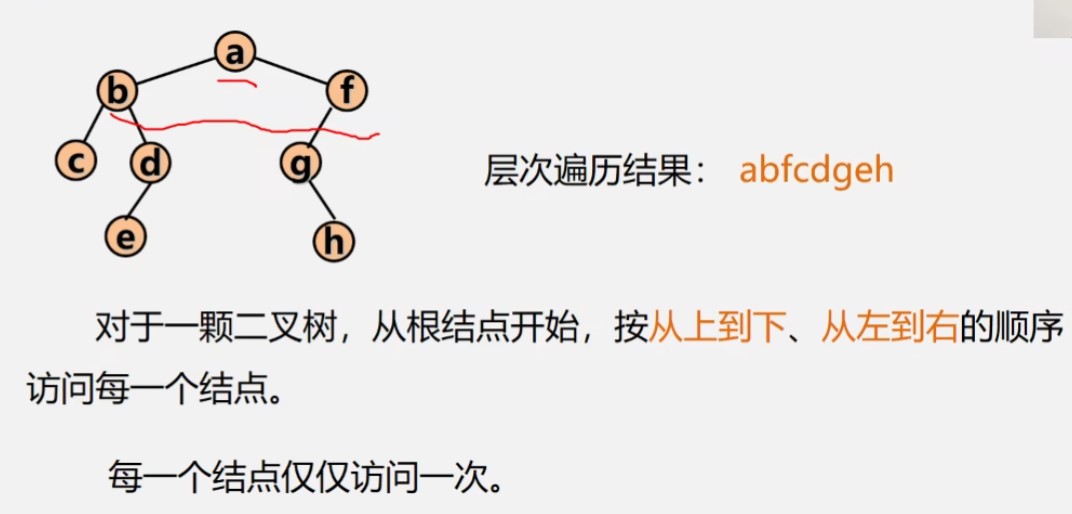 a
b f
c d g
层次遍历结果： abfcdgeh
e h
对于一颗二叉树，从根结点开始，按从上到下、从左到右的顺序
访问每一个结点。
每一个结点仅仅访问一次。